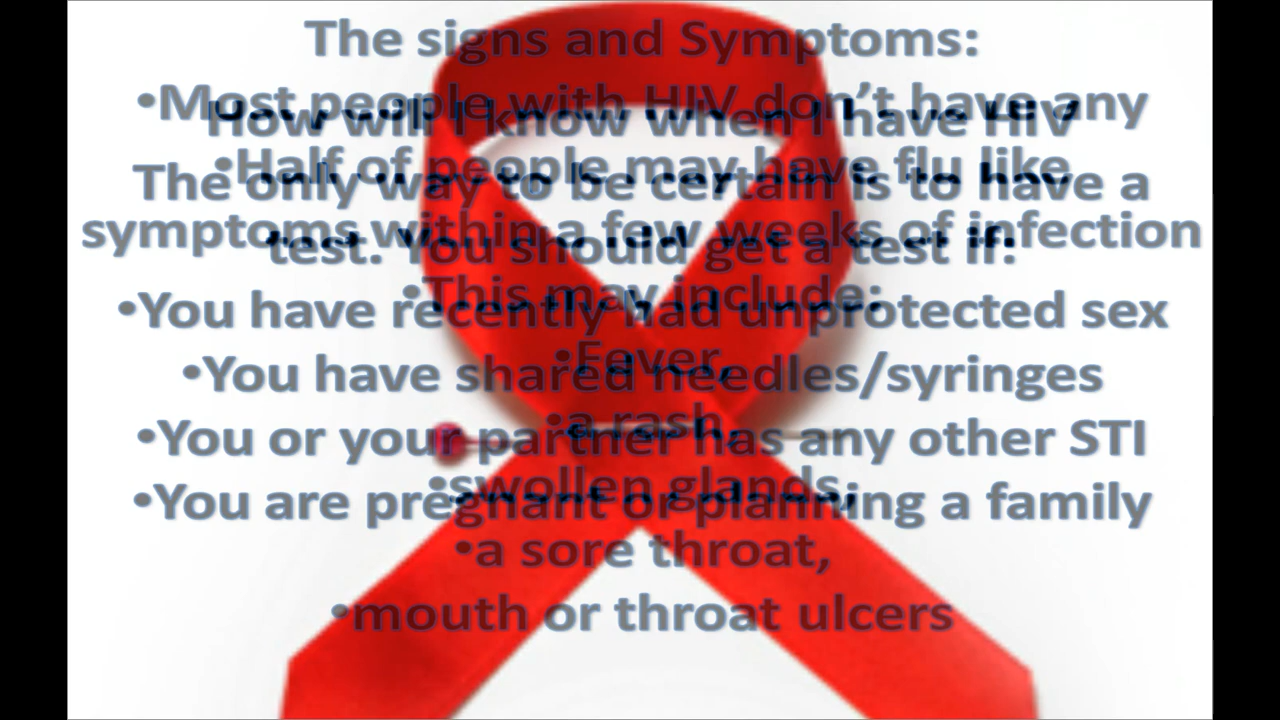 The signs and Symptoms:
•Most people with HIV don't have any
•Half of people may have flu like
symptoms within a few weeks of infection
•This may include:
•Fever,
•a rash,
•swollen glands,
•a sore throat,
•mouth or throat ulcers
How will I know when I have HIV
The only way to be certain is to have a
test. You should get a test if:
•You have recently had unprotected sex
•You have shared needles/syringes
•You or your partner has any other STI
•You are pregnant or planning a family